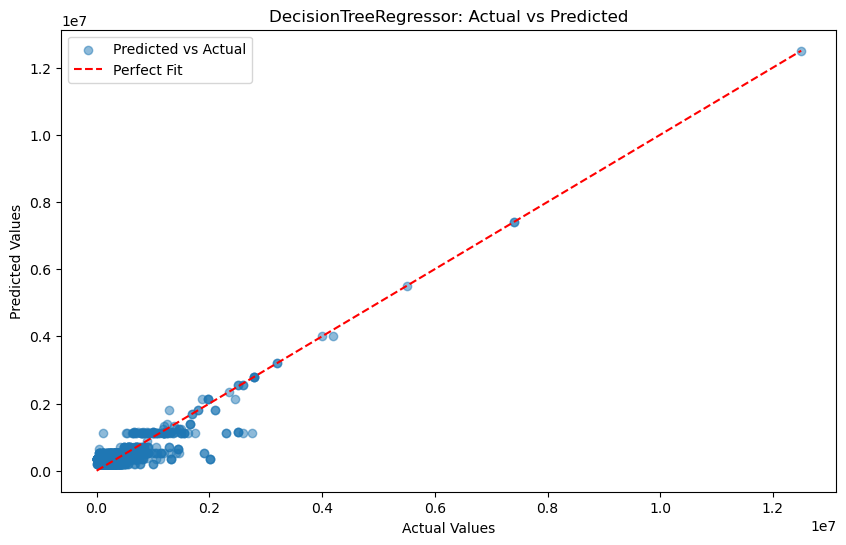 DecisionTreeRegressor: Actual vs Predicted
1e7
Predicted vs Actual
Perfect Fit
1.2
1.0
0.8
0.6
0.4
0.2
0.0
Predicted Values
0.0 0.2 0.4 0.6 0.8 1.0 1.2
1e7
Actual Values